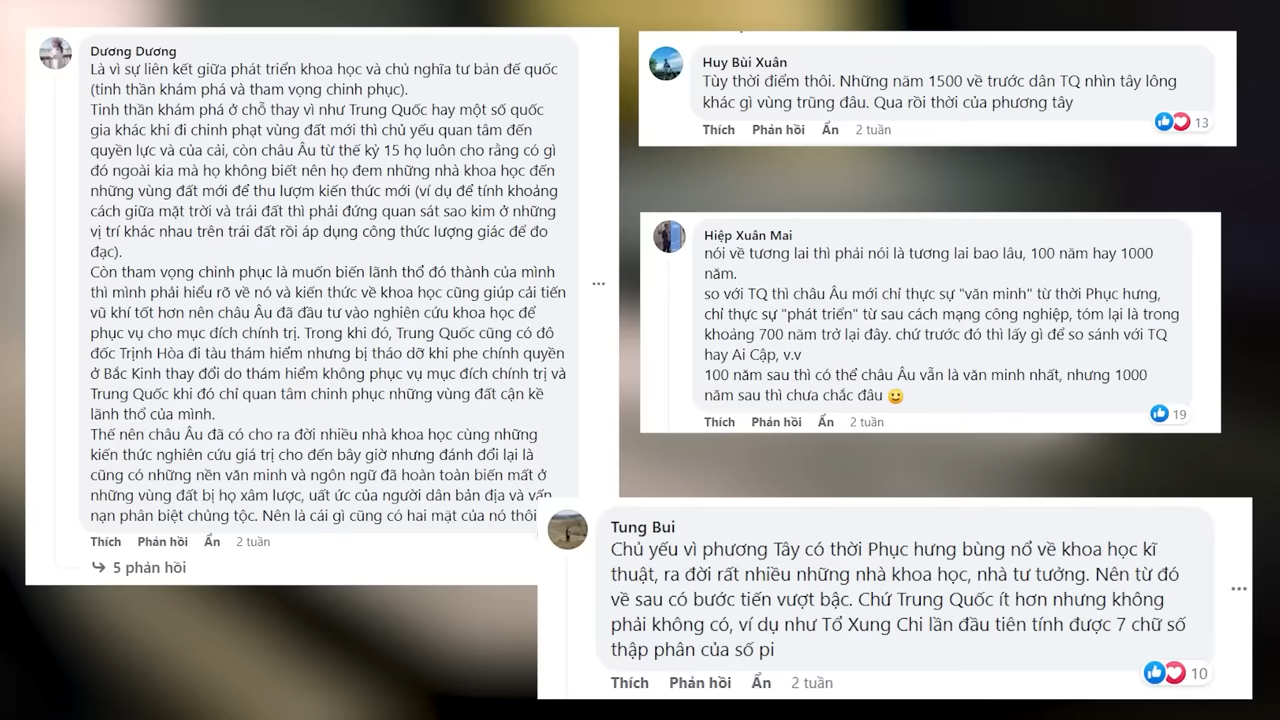 Dương Dương
Là vì sự liên kết giữa phát triển khoa học và chủ nghĩa tư bản đế quốc
(tinh thần khám phá và tham vọng chinh phục).
Tinh thần khám phá ở chỗ thay vì như Trung Quốc hay một số quốc
gia khác khi đi chinh phạt vùng đất mới thì chủ yếu quan tâm đến
quyền lực và của cải, còn châu Âu từ thế kỷ 15 họ luôn cho rằng có gì
đó ngoài kia mà họ không biết nên họ đem những nhà khoa học đến
những vùng đất mới để thu lượm kiến thức mới (ví dụ để tính khoảng
cách giữa mặt trời và trái đất thì phải đứng quan sát sao kim ở những
vị trí khác nhau trên trái đất rồi áp dụng công thức lượng giác để đo
đạc).
Còn tham vọng chinh phục là muốn biến lãnh thổ đó thành của mình
thì mình phải hiểu rõ về nó và kiến thức về khoa học cũng giúp cải tiến
vũ khí tốt hơn nên châu Âu đã đầu tư vào nghiên cứu khoa học để
phục vụ cho mục đích chính trị. Trong khi đó, Trung Quốc cũng có đô
đốc Trịnh Hòa đi tàu thám hiểm nhưng bị tháo dỡ khi phe chính quyền
ở Bắc Kinh thay đổi do thám hiểm không phục vụ mục đích chính trị và
Trung Quốc khi đó chỉ quan tâm chinh phục những vùng đất cận kề
lãnh thổ của mình.
Thế nên châu Âu đã có cho ra đời nhiều nhà khoa học cùng những
kiến thức nghiên cứu giá trị cho đến bây giờ nhưng đánh đổi lại là
cũng có những nền văn minh và ngôn ngữ đã hoàn toàn biến mất ở
những vùng đất bị họ xâm lược, uất ức của người dân bản địa và vấn
nạn phân biệt chủng tộc. Nên là cái gì cũng có hai mặt của nó thôi
Thích Phản hồi Ẩn 2 tuần
5 phản hồi
Huy Bùi Xuân
Tùy thời điểm thôi. Những năm 1500 về trước dân TQ nhìn tây lông
khác gì vùng trũng đâu. Qua rồi thời của phương tây
Thích Phản hồi Ẩn 2 tuần 13
Hiệp Xuân Mai
nói về tương lai thì phải nói là tương lai bao lâu, 100 năm hay 1000
năm.
so với TQ thì châu Âu mới chỉ thực sự "văn minh" từ thời Phục hưng,
chỉ thực sự "phát triển" từ sau cách mạng công nghiệp, tóm lại là trong
khoảng 700 năm trở lại đây. chứ trước đó thì lấy gì để so sánh với TQ
hay Ai Cập, v.v
100 năm sau thì có thể châu Âu vẫn là văn minh nhất, nhưng 1000
năm sau thì chưa chắc đâu 🙂
Thích Phản hồi Ẩn 2 tuần 19
Tung Bui
Chủ yếu vì phương Tây có thời Phục hưng bùng nổ về khoa học kĩ
thuật, ra đời rất nhiều những nhà khoa học, nhà tư tưởng. Nên từ đó
về sau có bước tiến vượt bậc. Chứ Trung Quốc ít hơn nhưng không
phải không có, ví dụ như Tổ Xung Chi lần đầu tiên tính được 7 chữ số
thập phân của số pi
Thích Phản hồi Ẩn 2 tuần 10